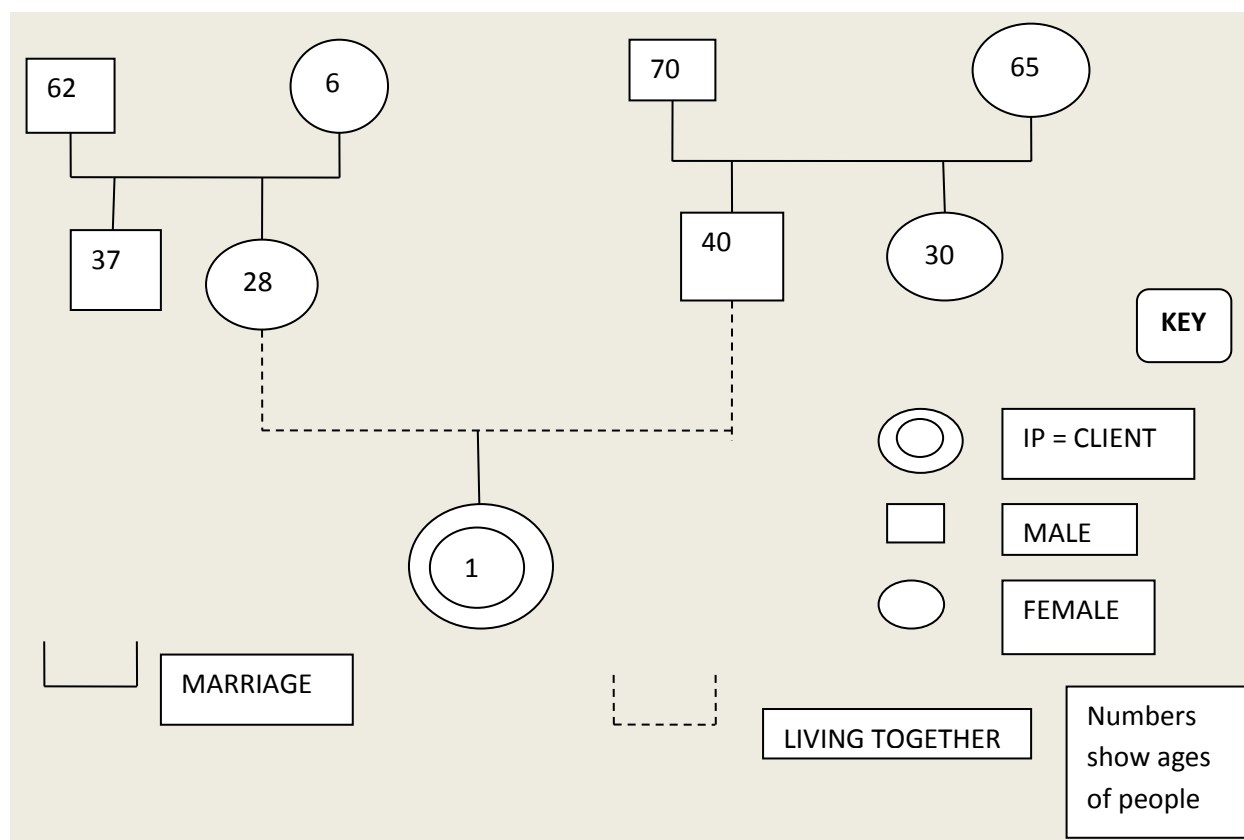 62
6
70
65
37
28
40
30
KEY
IP = CLIENT
MALE
1
FEMALE
MARRIAGE
LIVING TOGETHER
Numbers
show ages
of people